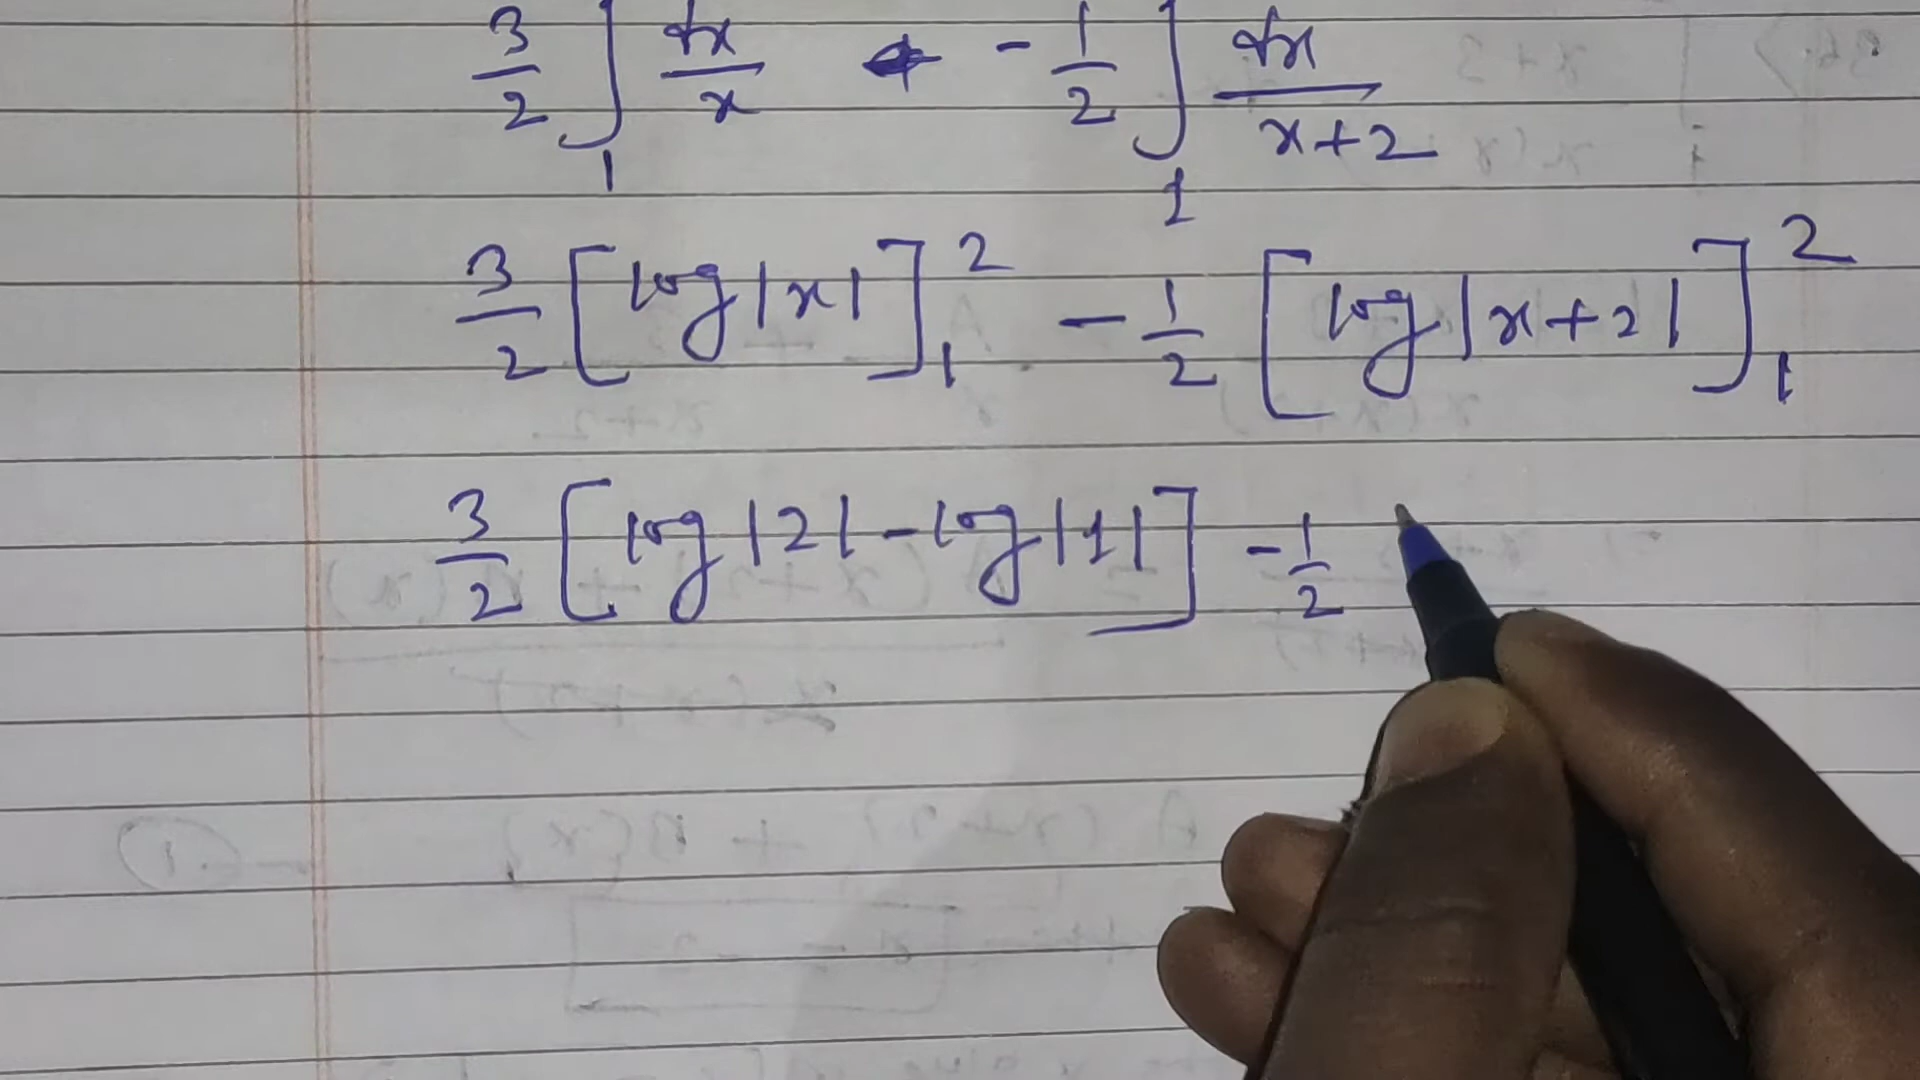 3/2 ∫₁ dx/x - 1/2 ∫₁ dx/x+2
3/2 [log|x|]₁² - 1/2 [log|x+2|]₁²
3/2 [log|2| - log|1|] - 1/2